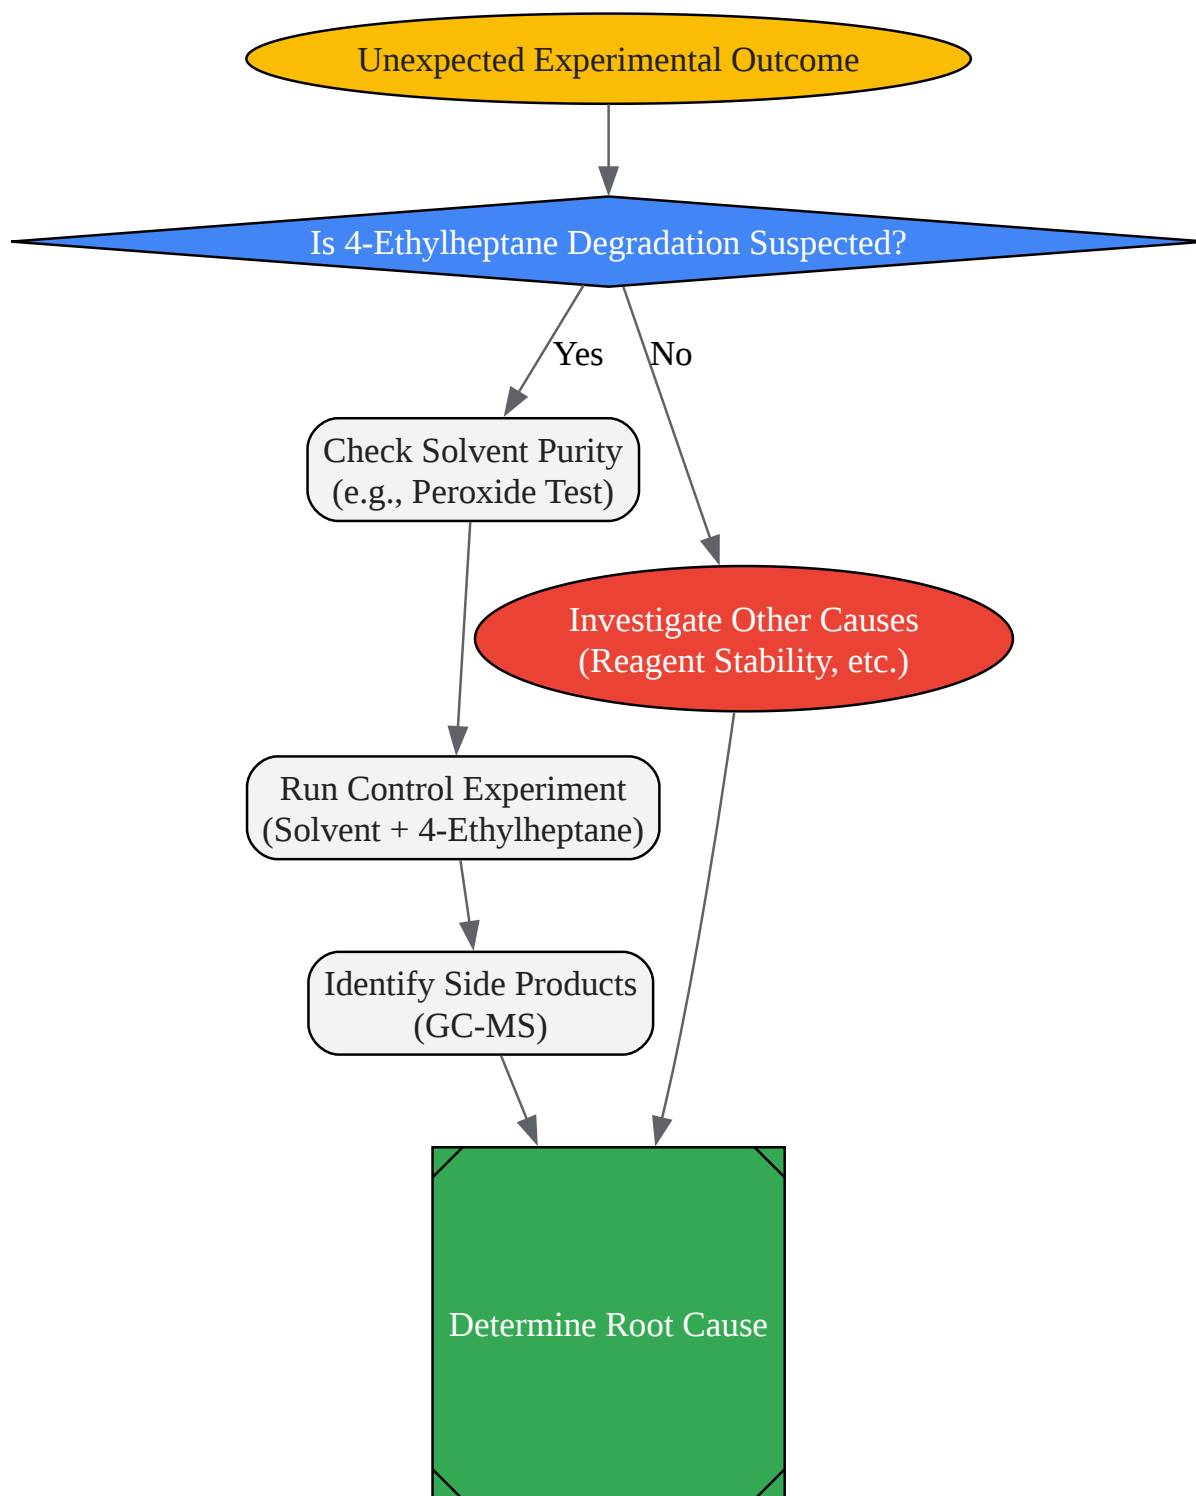 Unexpected Experimental Outcome
Is 4-Ethylheptane Degradation Suspected?
Yes
No
Check Solvent Purity
(e.g., Peroxide Test)
Investigate Other Causes
(Reagent Stability, etc.)
Run Control Experiment
(Solvent + 4-Ethylheptane)
Identify Side Products
(GC-MS)
Determine Root Cause